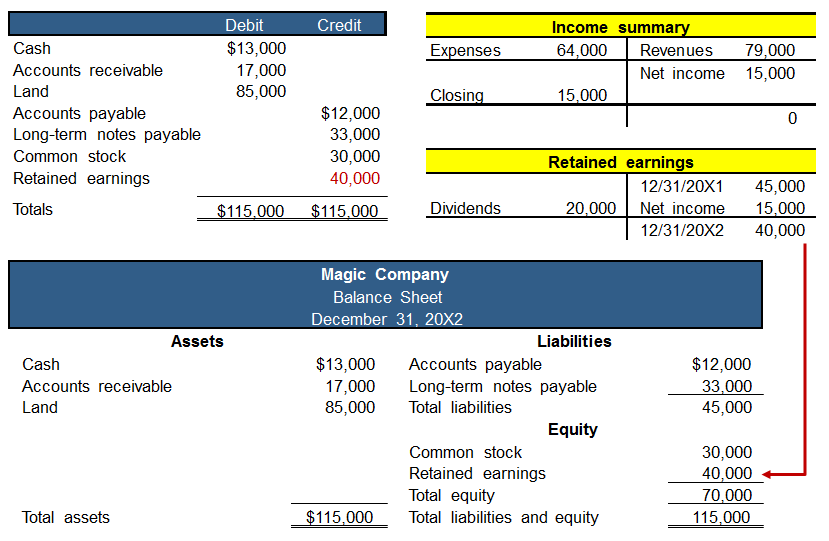 Debit Credit
Cash $13,000
Accounts receivable 17,000
Land 85,000
Accounts payable $12,000
Long-term notes payable 33,000
Common stock 30,000
Retained earnings 40,000
Totals $115,000 $115,000
Income summary
Expenses 64,000 Revenues 79,000
Net income 15,000
Closing 15,000
0
Retained earnings
12/31/20X1 45,000
Dividends 20,000 Net income 15,000
12/31/20X2 40,000
Magic Company
Balance Sheet
December 31, 20X2
Assets Liabilities
Cash $13,000 Accounts payable $12,000
Accounts receivable 17,000 Long-term notes payable 33,000
Land 85,000 Total liabilities 45,000
Equity
Common stock 30,000
Retained earnings 40,000
Total equity 70,000
Total assets $115,000 Total liabilities and equity 115,000